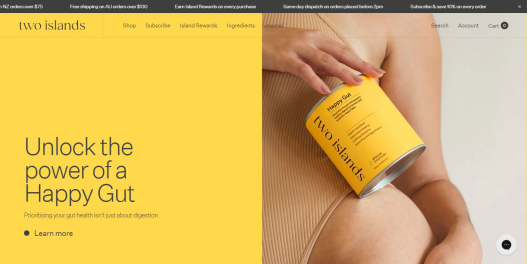 NZ orders over $75 Free shipping on AU orders over $130 Earn Island Rewards on every purchase Same day dispatch on orders placed before 2pm Subscribe & save 10% on every order
two islands Shop Subscribe Island Rewards Ingredients Journal Search Account Cart 0
Unlock the
power of a
Happy Gut
Prioritising your gut health isn't just about digestion
Learn more
Happy Gut
two islands